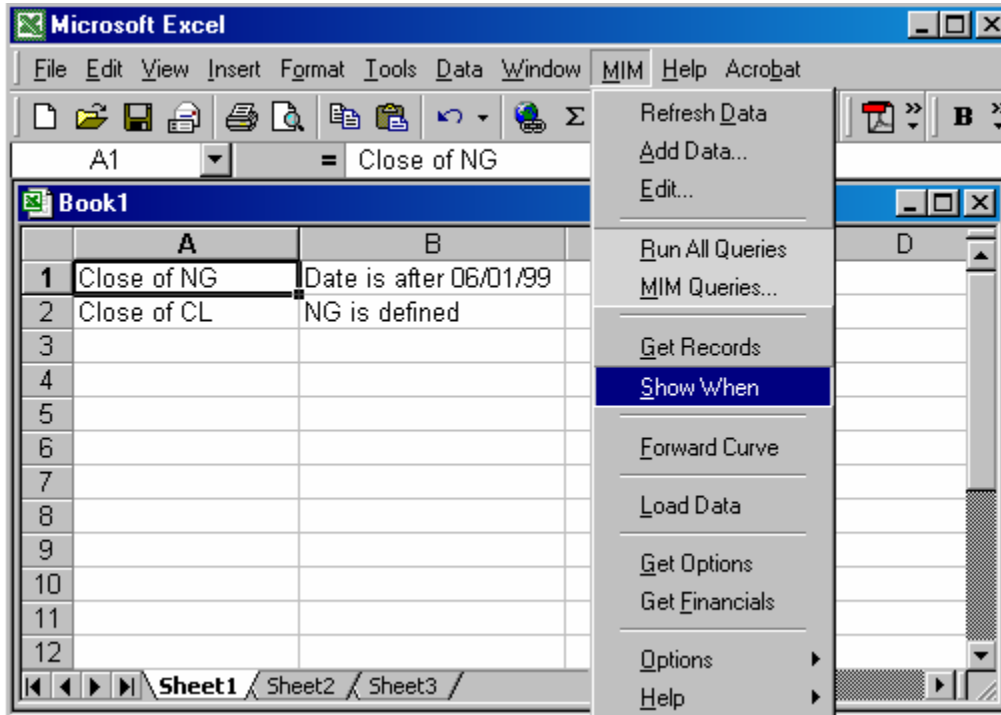 Microsoft Excel
File Edit View Insert Format Tools Data Window MIM Help Acrobat
Σ B
A1 = Close of NG
Book1
A B D
1 Close of NG Date is after 06/01/99
2 Close of CL NG is defined
3
4
5
6
7
8
9
10
11
12
Sheet1 Sheet2 Sheet3
Refresh Data
Add Data...
Edit...
Run All Queries
MIM Queries...
Get Records
Show When
Forward Curve
Load Data
Get Options
Get Financials
Options
Help